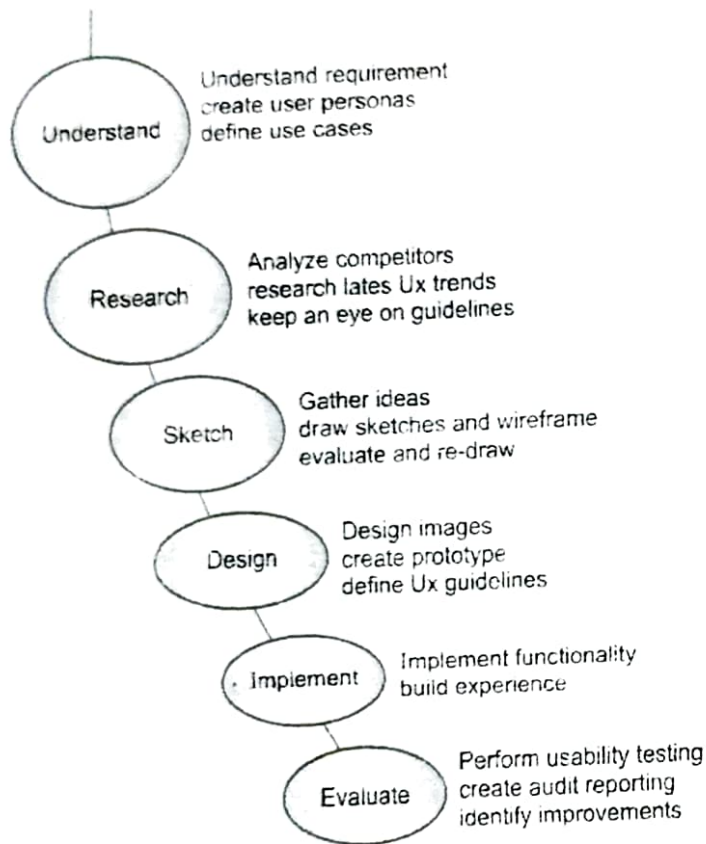 Understand
Understand requirement
create user personas
define use cases
Research
Analyze competitors
research lates Ux trends
keep an eye on guidelines
Sketch
Gather ideas
draw sketches and wireframe
evaluate and re-draw
Design
Design images
create prototype
define Ux guidelines
Implement
Implement functionality
build experience
Evaluate
Perform usability testing
create audit reporting
identify improvements